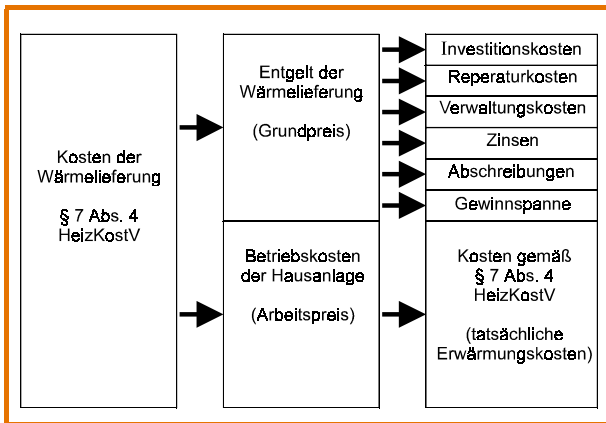 Kosten der
Wärmelieferung
§ 7 Abs. 4
HeizKostV
Entgelt der
Wärmelieferung
(Grundpreis)
Betriebskosten
der Hausanlage
(Arbeitspreis)
Investitionskosten
Reperaturkosten
Verwaltungskosten
Zinsen
Abschreibungen
Gewinnspanne
Kosten gemäß
§ 7 Abs. 4
HeizKostV
(tatsächliche
Erwärmungskosten)